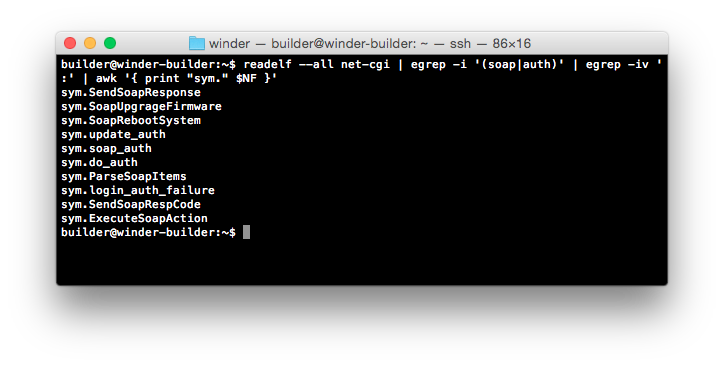 winder — builder@winder-builder: ~ — ssh — 86×16
builder@winder-builder:~$ readelf --all net-cgi | egrep -i '(soap|auth)' | egrep -iv '
:' | awk '{ print "sym." $NF }'
sym.SendSoapResponse
sym.SoapUpgrageFirmware
sym.SoapRebootSystem
sym.update_auth
sym.soap_auth
sym.do_auth
sym.ParseSoapItems
sym.login_auth_failure
sym.SendSoapRespCode
sym.ExecuteSoapAction
builder@winder-builder:~$